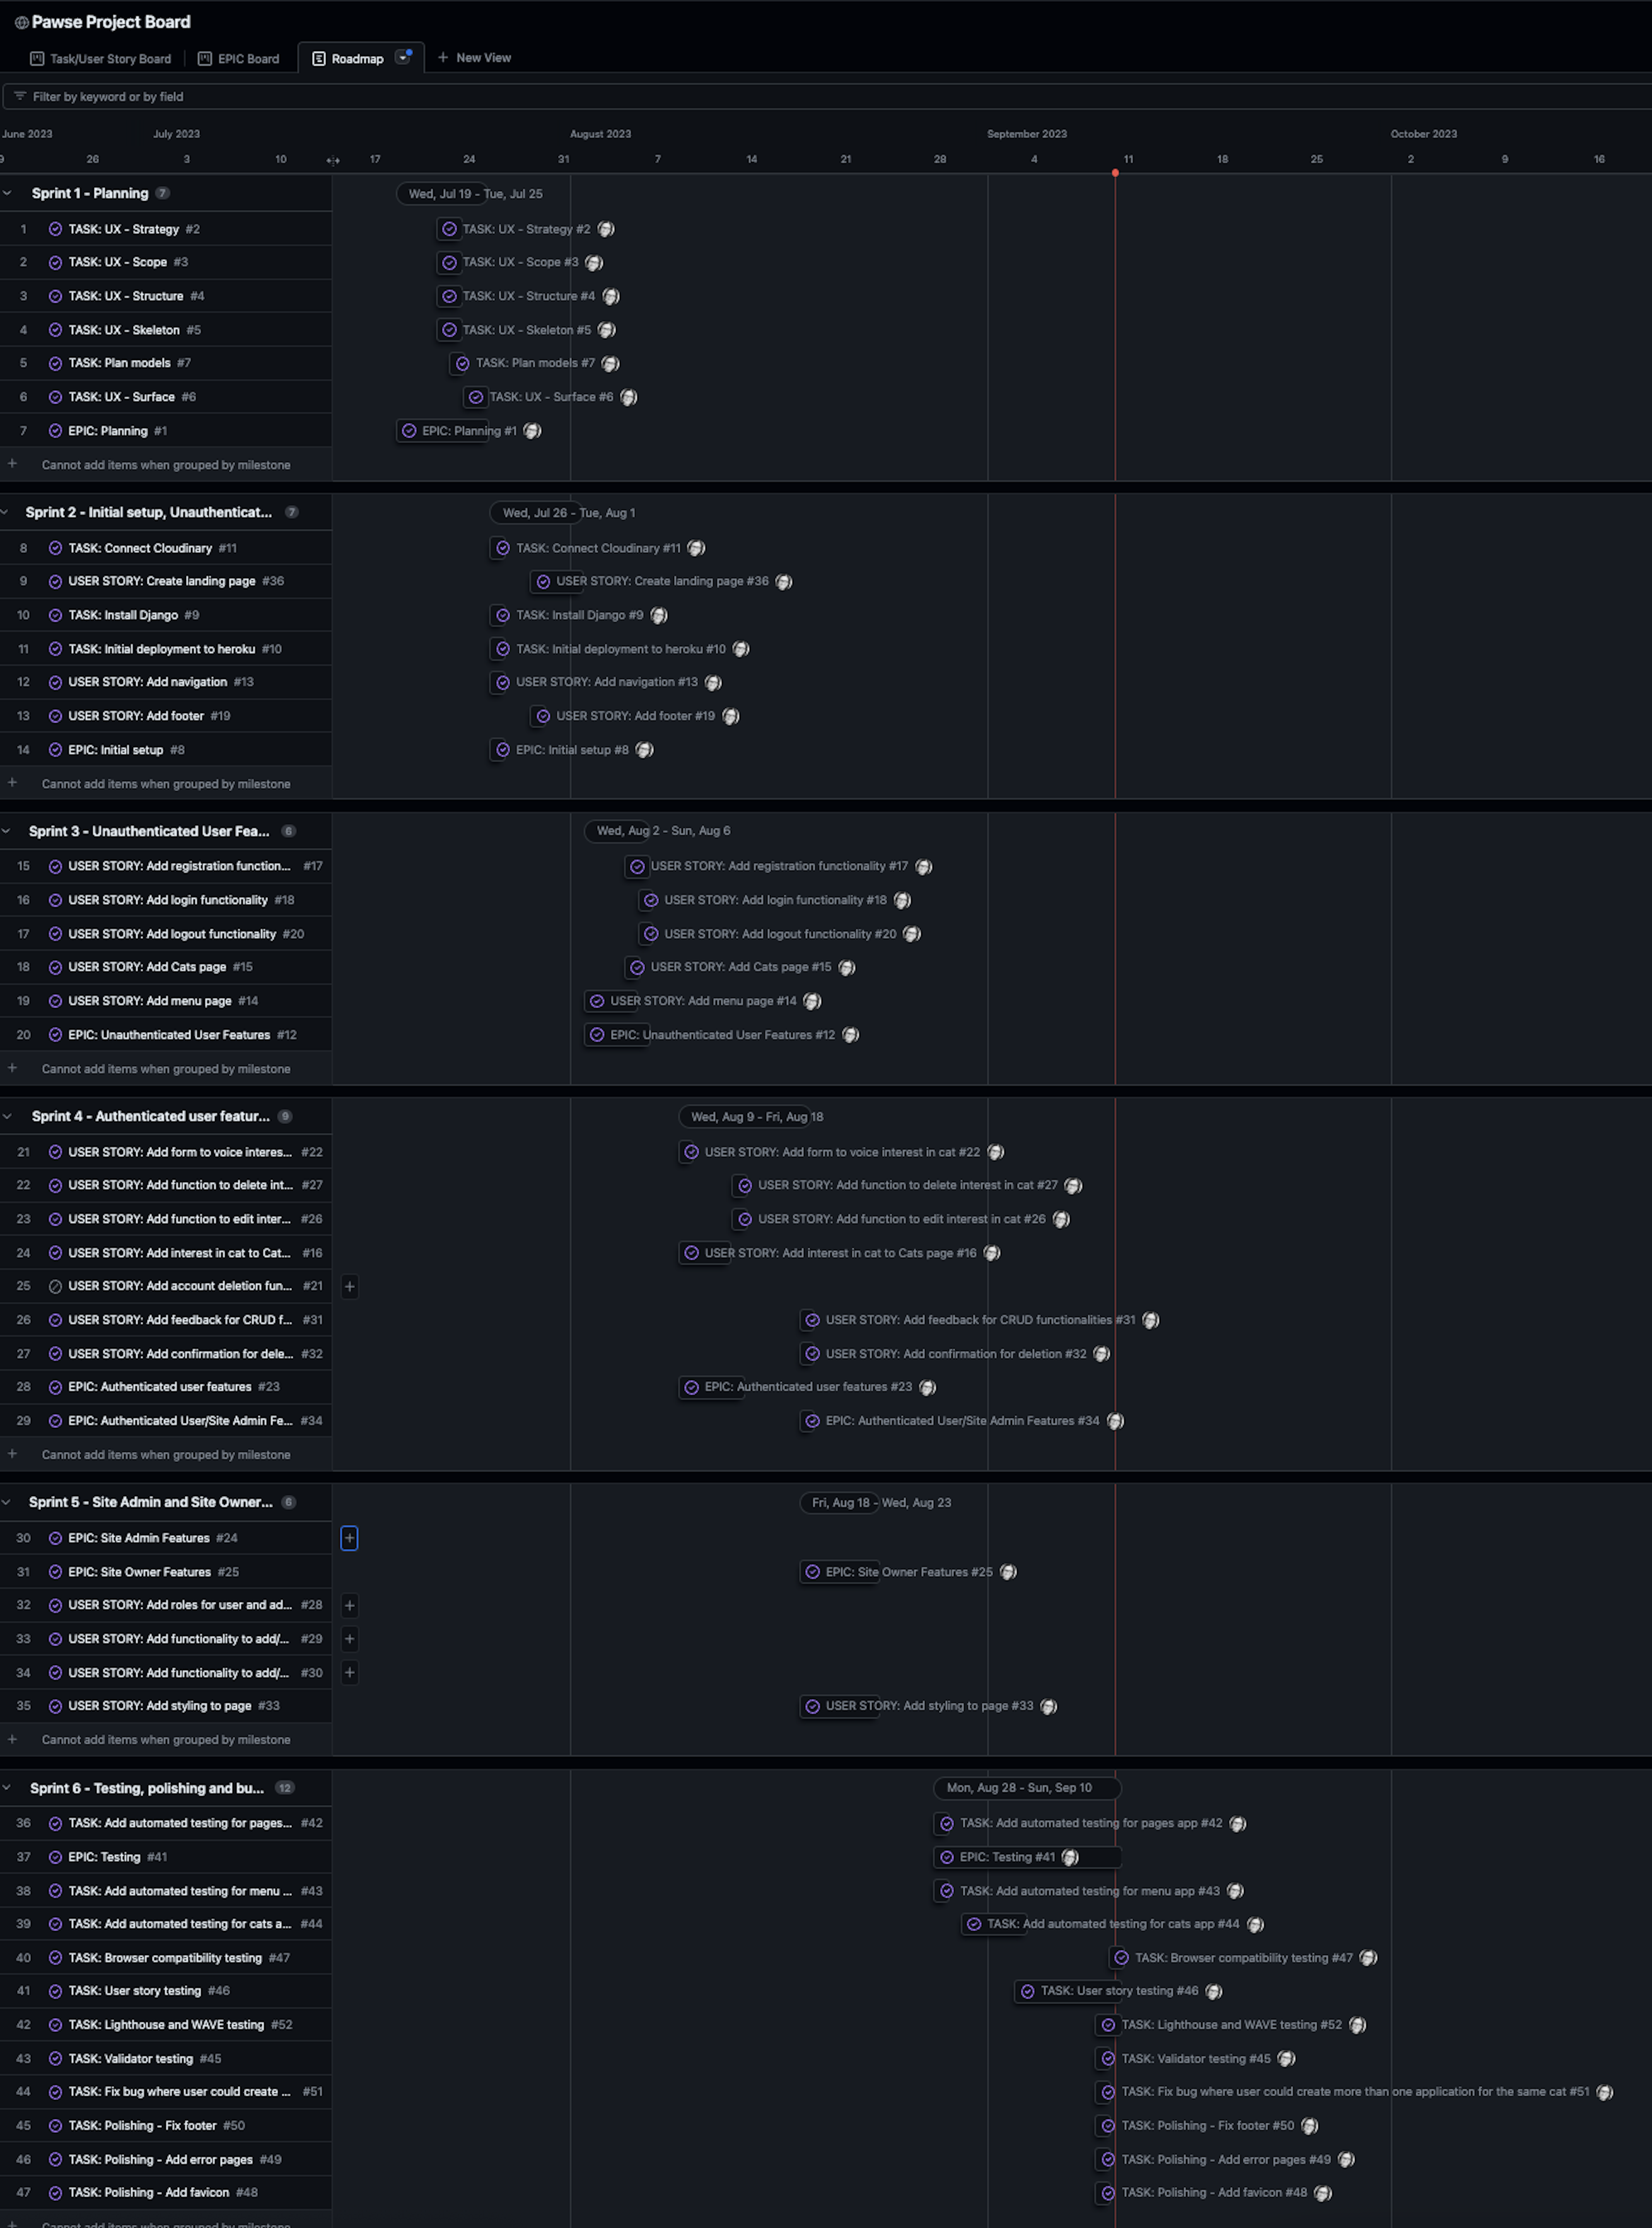 Pawse Project Board
Task/User Story Board EPIC Board Roadmap New View
Filter by keyword or by field
June 2023 July 2023 August 2023 September 2023 October 2023
9 26 3 10 17 24 31 7 14 21 28 4 11 18 25 2 9 16
Sprint 1 - Planning 7 Wed, Jul 19 - Tue, Jul 25
1 TASK: UX - Strategy #2 TASK: UX - Strategy #2
2 TASK: UX - Scope #3 TASK: UX - Scope #3
3 TASK: UX - Structure #4 TASK: UX - Structure #4
4 TASK: UX - Skeleton #5 TASK: UX - Skeleton #5
5 TASK: Plan models #7 TASK: Plan models #7
6 TASK: UX - Surface #6 TASK: UX - Surface #6
7 EPIC: Planning #1 EPIC: Planning #1
Cannot add items when grouped by milestone
Sprint 2 - Initial setup, Unauthenticat... 7 Wed, Jul 26 - Tue, Aug 1
8 TASK: Connect Cloudinary #11 TASK: Connect Cloudinary #11
9 USER STORY: Create landing page #36 USER STORY: Create landing page #36
10 TASK: Install Django #9 TASK: Install Django #9
11 TASK: Initial deployment to heroku #10 TASK: Initial deployment to heroku #10
12 USER STORY: Add navigation #13 USER STORY: Add navigation #13
13 USER STORY: Add footer #19 USER STORY: Add footer #19
14 EPIC: Initial setup #8 EPIC: Initial setup #8
Cannot add items when grouped by milestone
Sprint 3 - Unauthenticated User Fea... 6 Wed, Aug 2 - Sun, Aug 6
15 USER STORY: Add registration function... #17 USER STORY: Add registration functionality #17
16 USER STORY: Add login functionality #18 USER STORY: Add login functionality #18
17 USER STORY: Add logout functionality #20 USER STORY: Add logout functionality #20
18 USER STORY: Add Cats page #15 USER STORY: Add Cats page #15
19 USER STORY: Add menu page #14 USER STORY: Add menu page #14
20 EPIC: Unauthenticated User Features #12 EPIC: Unauthenticated User Features #12
Cannot add items when grouped by milestone
Sprint 4 - Authenticated user featur... 9 Wed, Aug 9 - Fri, Aug 18
21 USER STORY: Add form to voice interes... #22 USER STORY: Add form to voice interest in cat #22
22 USER STORY: Add function to delete int... #27 USER STORY: Add function to delete interest in cat #27
23 USER STORY: Add function to edit inter... #26 USER STORY: Add function to edit interest in cat #26
24 USER STORY: Add interest in cat to Cat... #16 USER STORY: Add interest in cat to Cats page #16
25 USER STORY: Add account deletion fun... #21
26 USER STORY: Add feedback for CRUD f... #31 USER STORY: Add feedback for CRUD functionalities #31
27 USER STORY: Add confirmation for dele... #32 USER STORY: Add confirmation for deletion #32
28 EPIC: Authenticated user features #23 EPIC: Authenticated user features #23
29 EPIC: Authenticated User/Site Admin Fe... #34 EPIC: Authenticated User/Site Admin Features #34
Cannot add items when grouped by milestone
Sprint 5 - Site Admin and Site Owner... 6 Fri, Aug 18 - Wed, Aug 23
30 EPIC: Site Admin Features #24
31 EPIC: Site Owner Features #25 EPIC: Site Owner Features #25
32 USER STORY: Add roles for user and ad... #28
33 USER STORY: Add functionality to add/... #29
34 USER STORY: Add functionality to add/... #30
35 USER STORY: Add styling to page #33 USER STORY: Add styling to page #33
Cannot add items when grouped by milestone
Sprint 6 - Testing, polishing and bu... 12 Mon, Aug 28 - Sun, Sep 10
36 TASK: Add automated testing for pages... #42 TASK: Add automated testing for pages app #42
37 EPIC: Testing #41 EPIC: Testing #41
38 TASK: Add automated testing for menu ... #43 TASK: Add automated testing for menu app #43
39 TASK: Add automated testing for cats a... #44 TASK: Add automated testing for cats app #44
40 TASK: Browser compatibility testing #47 TASK: Browser compatibility testing #47
41 TASK: User story testing #46 TASK: User story testing #46
42 TASK: Lighthouse and WAVE testing #52 TASK: Lighthouse and WAVE testing #52
43 TASK: Validator testing #45 TASK: Validator testing #45
44 TASK: Fix bug where user could create ... #51 TASK: Fix bug where user could create more than one application for the same cat #51
45 TASK: Polishing - Fix footer #50 TASK: Polishing - Fix footer #50
46 TASK: Polishing - Add error pages #49 TASK: Polishing - Add error pages #49
47 TASK: Polishing - Add favicon #48 TASK: Polishing - Add favicon #48
Cannot add items when grouped by milestone